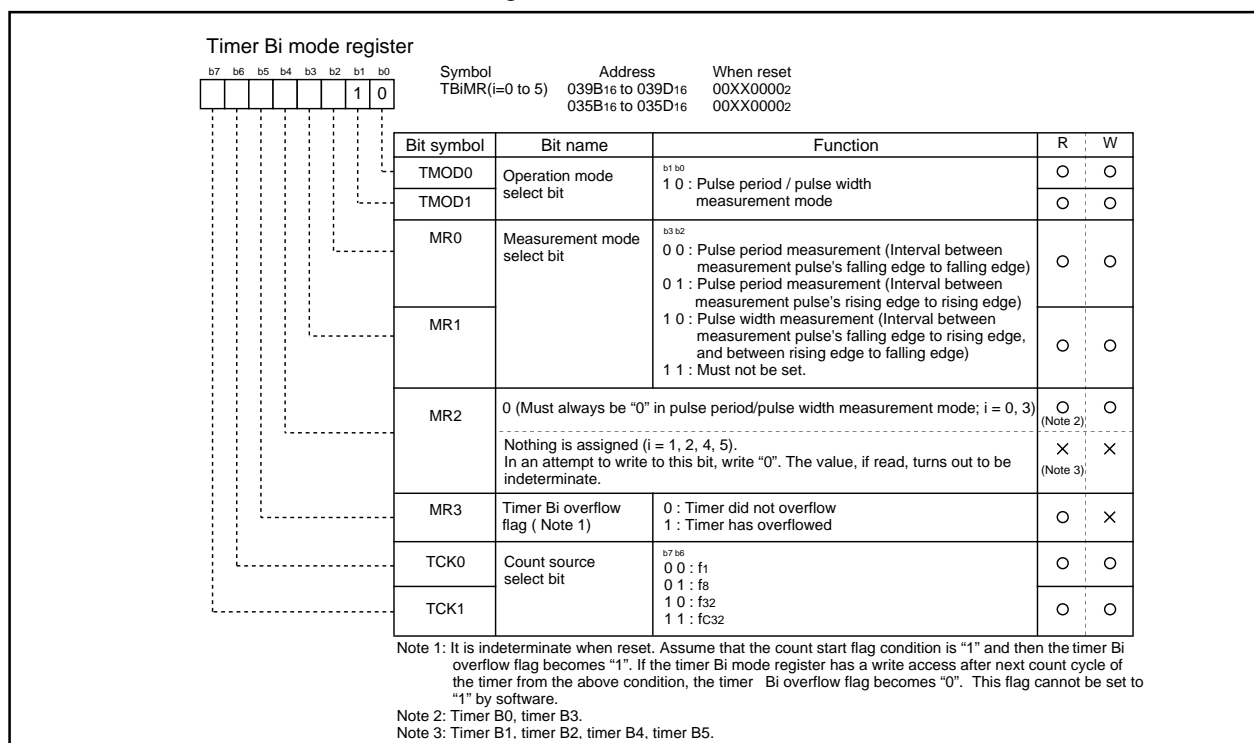 Timer Bi mode register
b7 b6 b5 b4 b3 b2 b1 b0
1 0
Symbol Address When reset
TBiMR(i=0 to 5) 039B16 to 039D16 00XX00002
035B16 to 035D16 00XX00002
Bit symbol Bit name Function R W
TMOD0 Operation mode select bit
TMOD1
b1 b0
1 0 : Pulse period / pulse width
measurement mode
MR0 Measurement mode
select bit
MR1
b3 b2
0 0 : Pulse period measurement (Interval between
measurement pulse's falling edge to falling edge)
0 1 : Pulse period measurement (Interval between
measurement pulse's rising edge to rising edge)
1 0 : Pulse width measurement (Interval between
measurement pulse's falling edge to rising edge,
and between rising edge to falling edge)
1 1 : Must not be set.
MR2
0 (Must always be “0” in pulse period/pulse width measurement mode; i = 0, 3)
(Note 2)
Nothing is assigned (i = 1, 2, 4, 5).
In an attempt to write to this bit, write “0”. The value, if read, turns out to be
indeterminate.
(Note 3)
MR3 Timer Bi overflow
flag ( Note 1)
0 : Timer did not overflow
1 : Timer has overflowed
TCK0 Count source
select bit
TCK1
b7 b6
0 0 : f1
0 1 : f8
1 0 : f32
1 1 : fC32
Note 1: It is indeterminate when reset. Assume that the count start flag condition is “1” and then the timer Bi
overflow flag becomes “1”. If the timer Bi mode register has a write access after next count cycle of
the timer from the above condition, the timer Bi overflow flag becomes “0”. This flag cannot be set to
“1” by software.
Note 2: Timer B0, timer B3.
Note 3: Timer B1, timer B2, timer B4, timer B5.